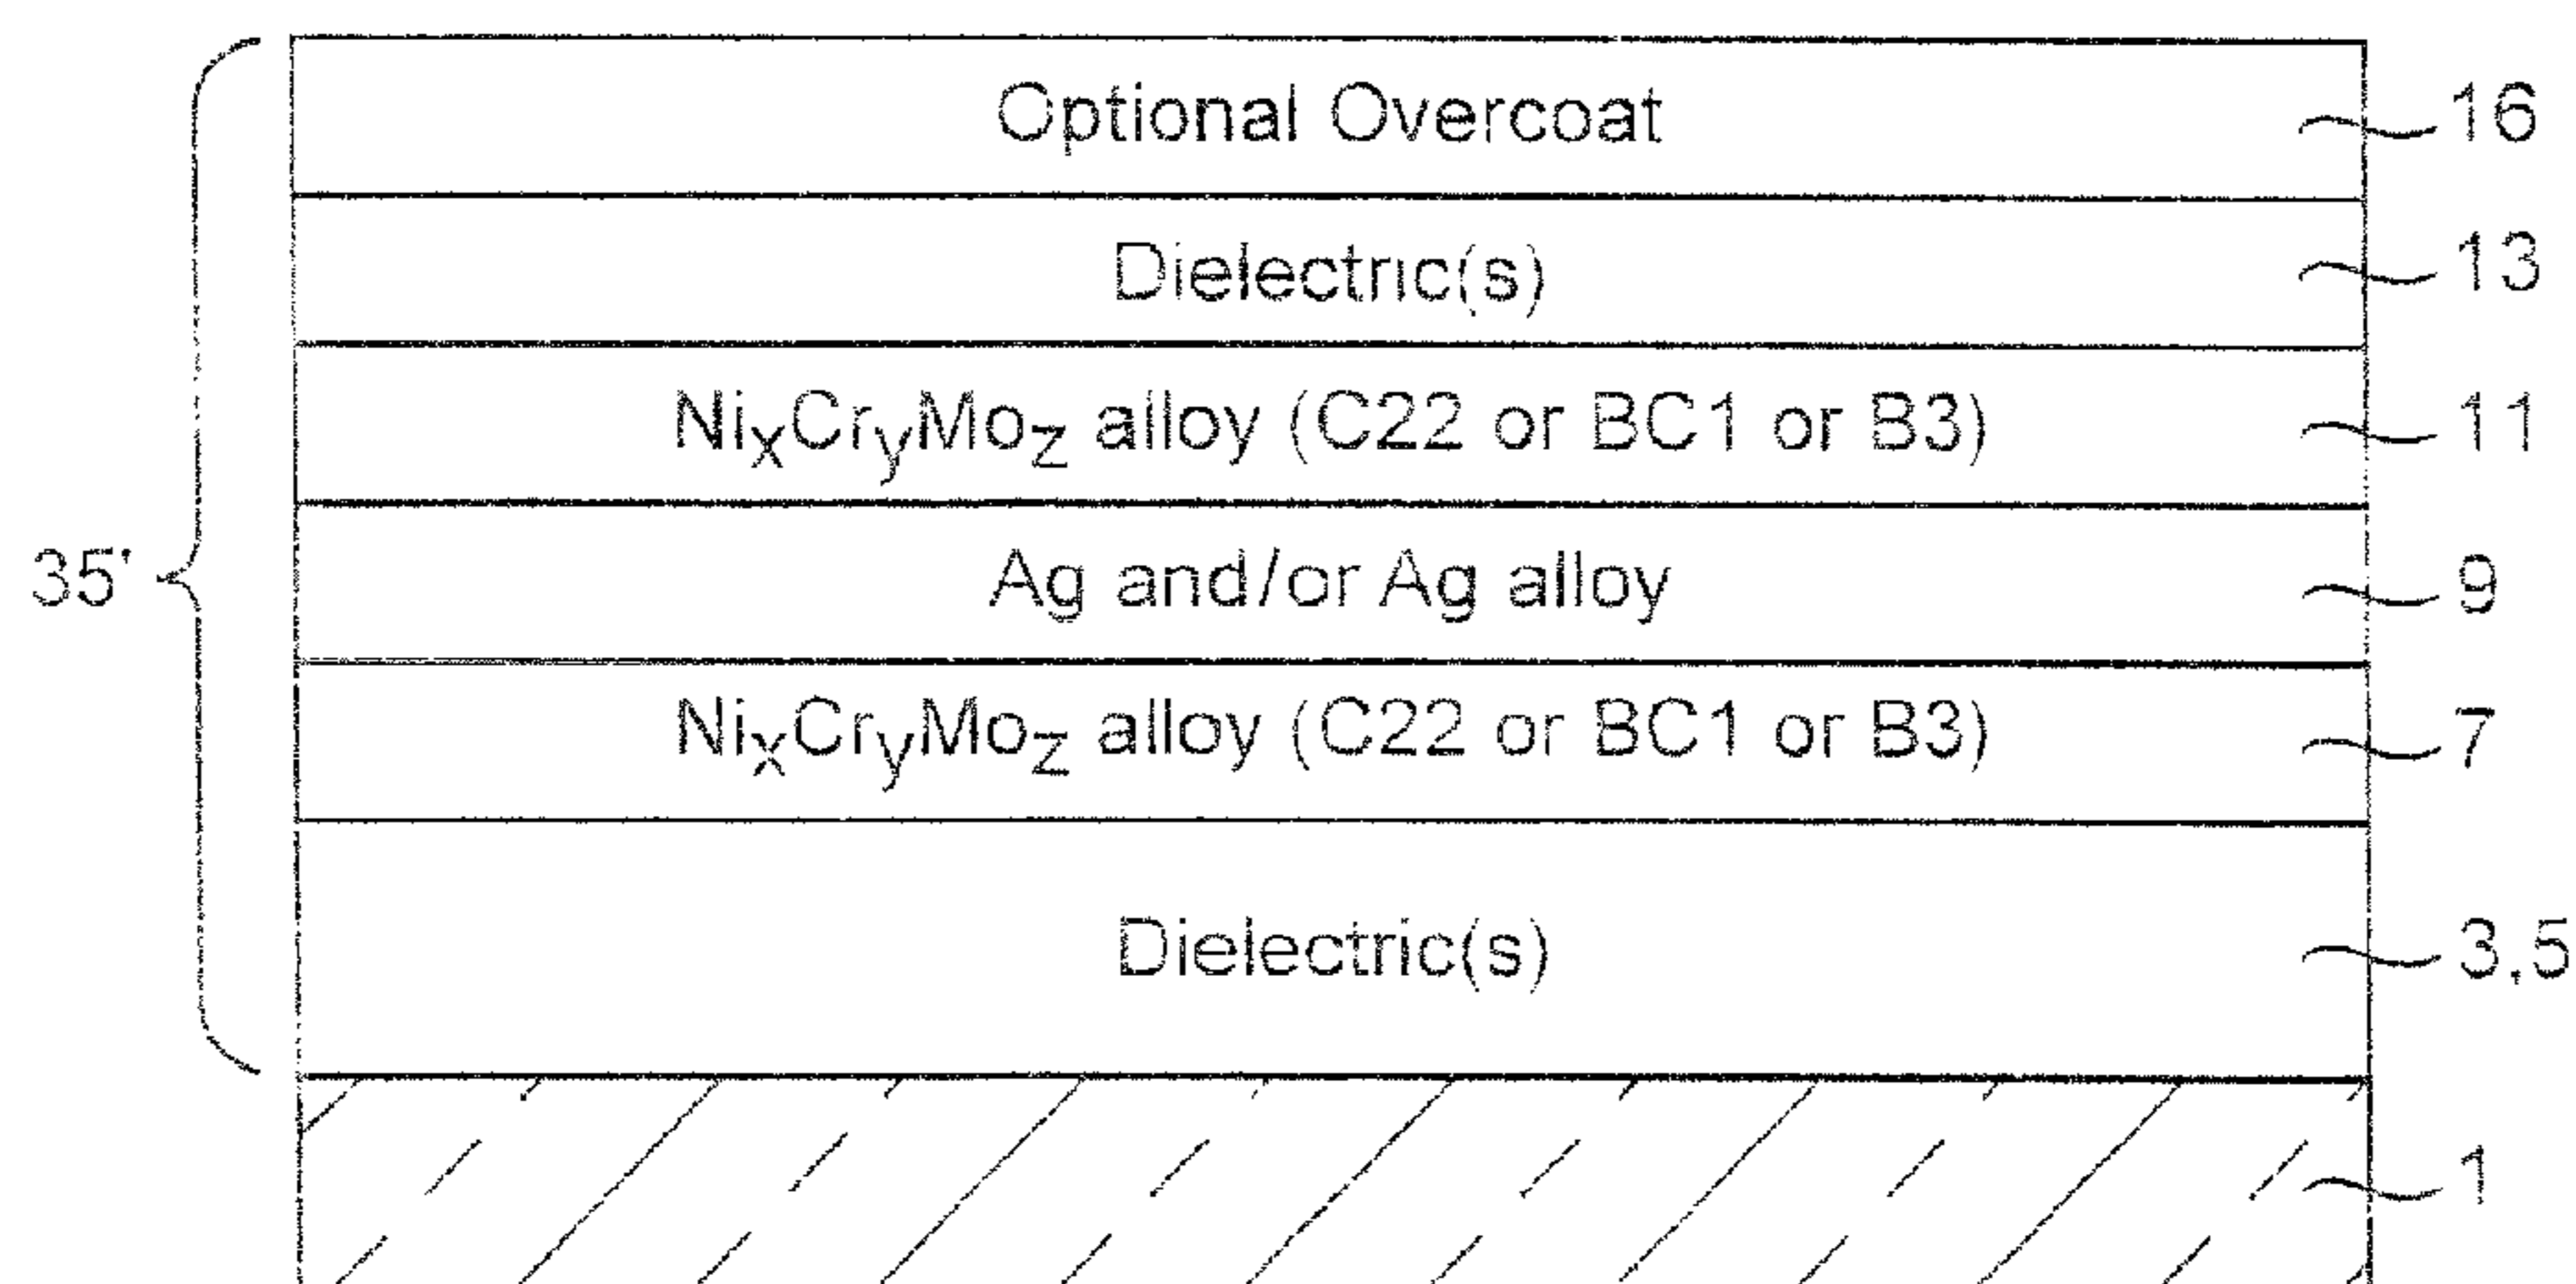 Optional Overcoat 16
Dielectric(s) 13
NixCryMoz alloy (C22 or BC1 or B3) 11
35' Ag and/or Ag alloy 9
NixCryMoz alloy (C22 or BC1 or B3) 7
Dielectric(s) 3,5
1